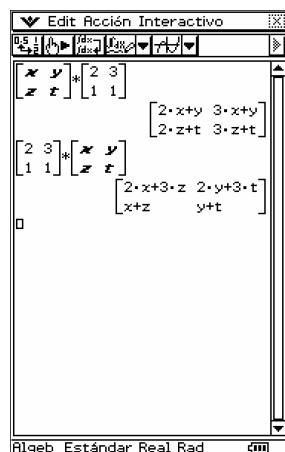 Edit Acción Interactivo
[x y; z t]*[2 3; 1 1]
[2·x+y 3·x+y; 2·z+t 3·z+t]
[2 3; 1 1]*[x y; z t]
[2·x+3·z 2·y+3·t; x+z y+t]
Algeb Estándar Real Rad